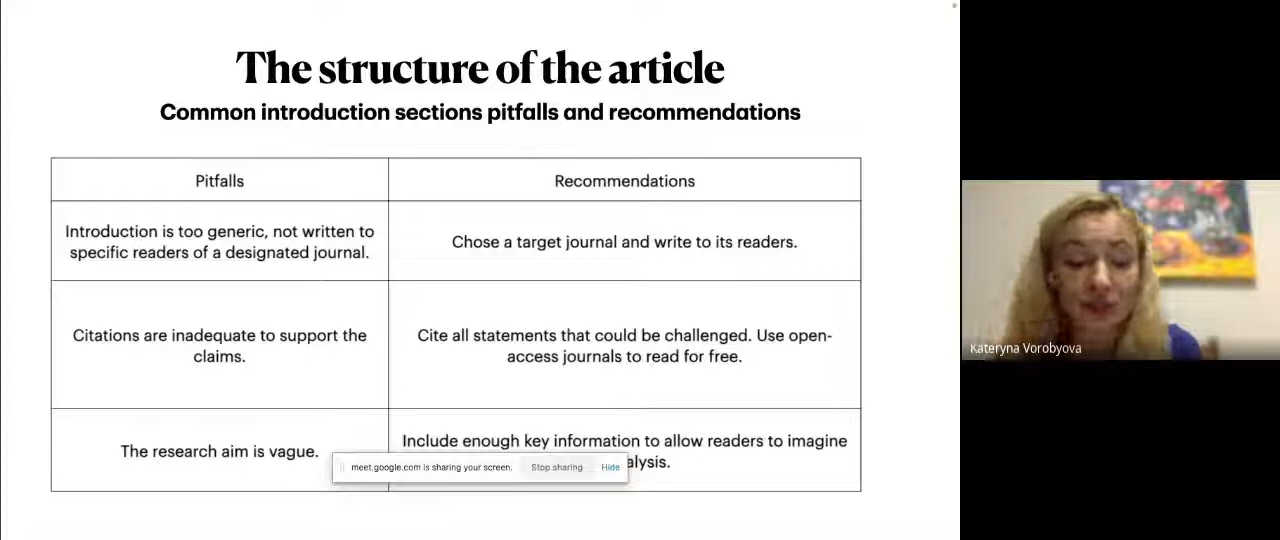 The structure of the article
Common introduction sections pitfalls and recommendations
Pitfalls
Recommendations
Introduction is too generic, not written to
specific readers of a designated journal.
Chose a target journal and write to its readers.
Citations are inadequate to support the
claims.
Cite all statements that could be challenged. Use open-
access journals to read for free.
The research aim is vague.
Include enough key information to allow readers to imagine
meet.google.com is sharing your screen.
Stop sharing
Hide
Kateryna Vorobyova